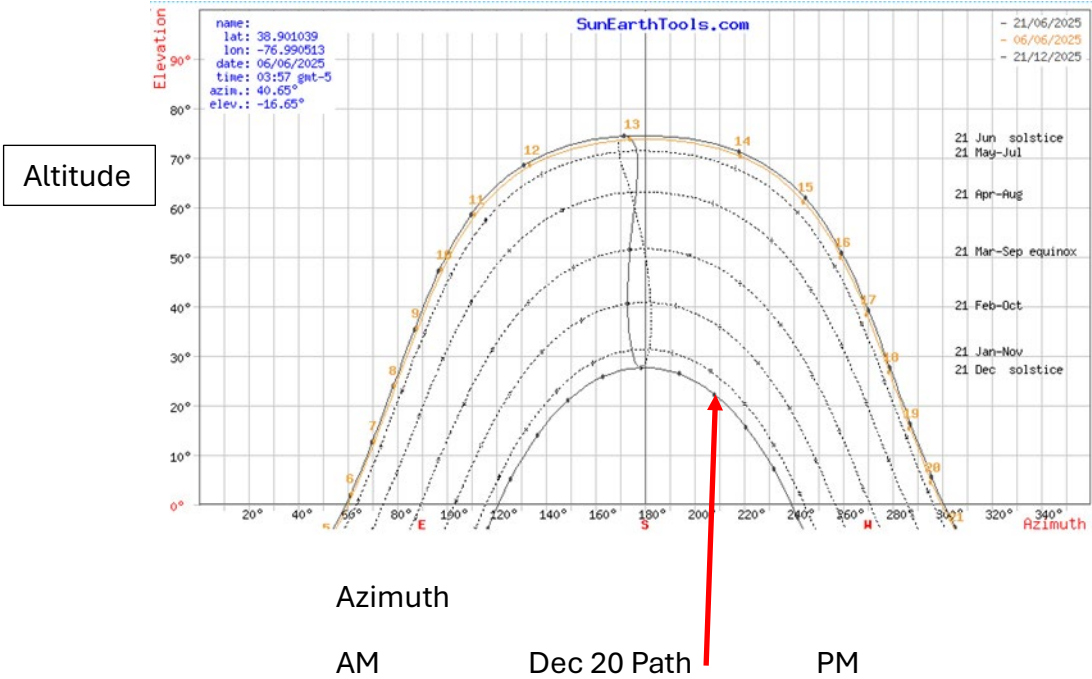 SunEarthTools.com
name:
lat: 38.901039
lon: -76.990513
date: 06/06/2025
time: 03:57 gmt-5
azim.: 40.65°
elev.: -16.65°
- 21/06/2025
- 06/06/2025
- 21/12/2025
Elevation
90°
80°
70°
60°
50°
40°
30°
20°
10°
0°
Altitude
5
6
7
8
9
10
11
12
13
14
15
16
17
18
19
20
21
21 Jun solstice
21 May-Jul
21 Apr-Aug
21 Mar-Sep equinox
21 Feb-Oct
21 Jan-Nov
21 Dec solstice
20° 40° 60° 80° 100° 120° 140° 160° 180° 200° 220° 240° 260° 280° 300° 320° 340°
E S W Azimuth
Azimuth
AM Dec 20 Path PM